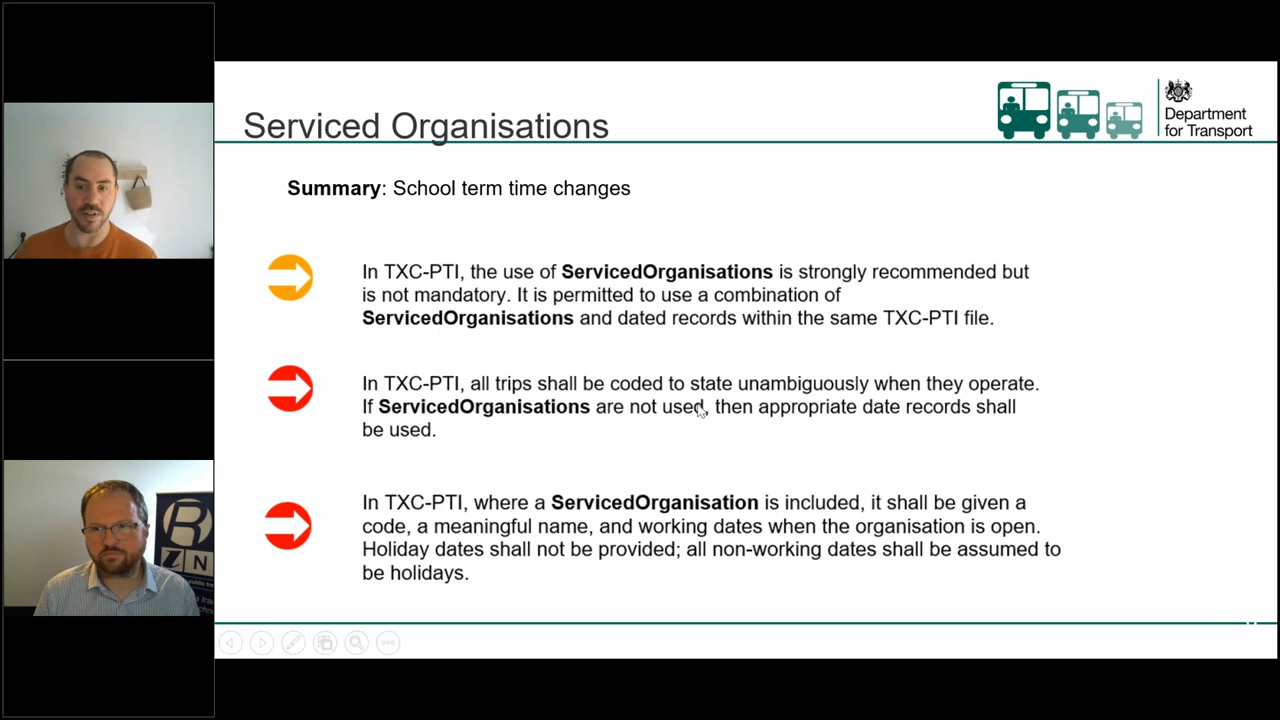 Serviced Organisations
Department
for Transport
Summary: School term time changes
In TXC-PTI, the use of ServicedOrganisations is strongly recommended but
is not mandatory. It is permitted to use a combination of
ServicedOrganisations and dated records within the same TXC-PTI file.
In TXC-PTI, all trips shall be coded to state unambiguously when they operate.
If ServicedOrganisations are not used, then appropriate date records shall
be used.
In TXC-PTI, where a ServicedOrganisation is included, it shall be given a
code, a meaningful name, and working dates when the organisation is open.
Holiday dates shall not be provided; all non-working dates shall be assumed to
be holidays.
R
N